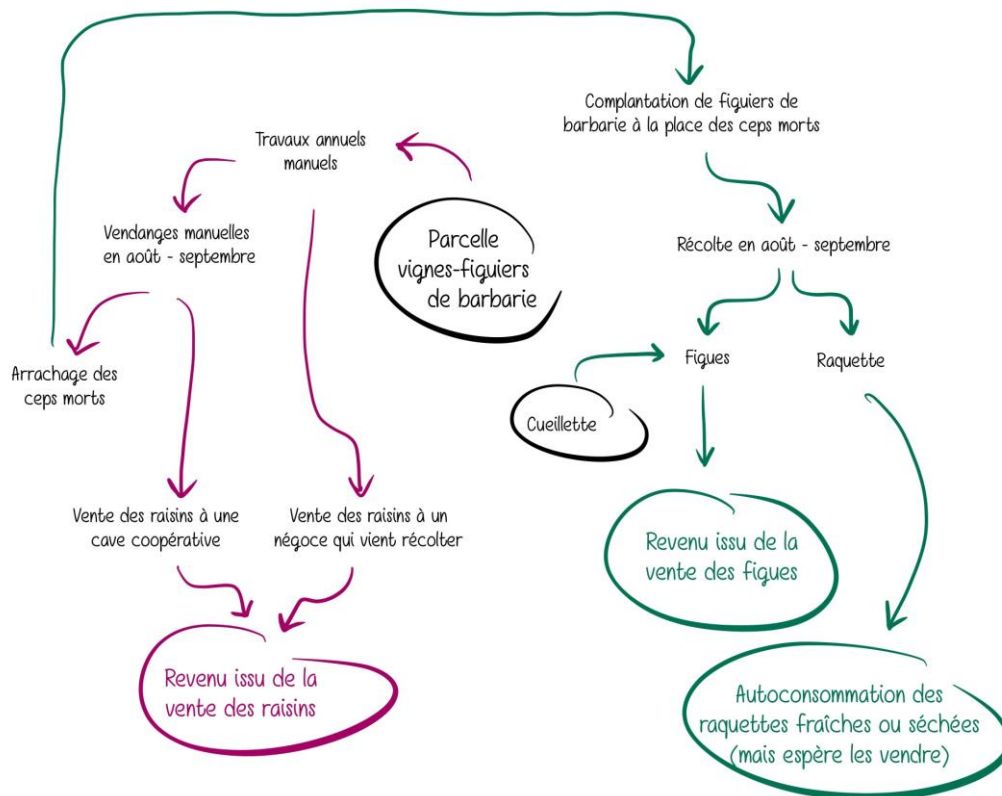 Complantation de figuiers de
barbarie à la place des ceps morts
Travaux annuels
manuels
Vendanges manuelles
en août - septembre
Parcelle
vignes-figuiers
de barbarie
Récolte en août - septembre
Arrachage des
ceps morts
Figues
Raquette
Cueillette
Vente des raisins à une
cave coopérative
Vente des raisins à un
négoce qui vient récolter
Revenu issu de la
vente des figues
Revenu issu de la
vente des raisins
Autoconsommation des
raquettes fraîches ou séchées
(mais espère les vendre)